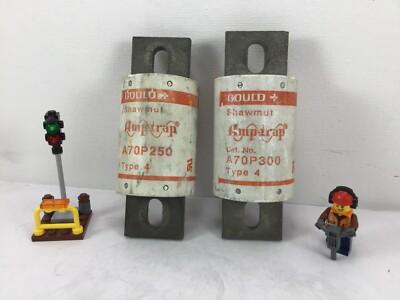 GOULD
Shawmut
Amp-trap
A70P250
Type 4
GOULD
Shawmut
Amp-trap
Cat. No.
A70P300
Type 4